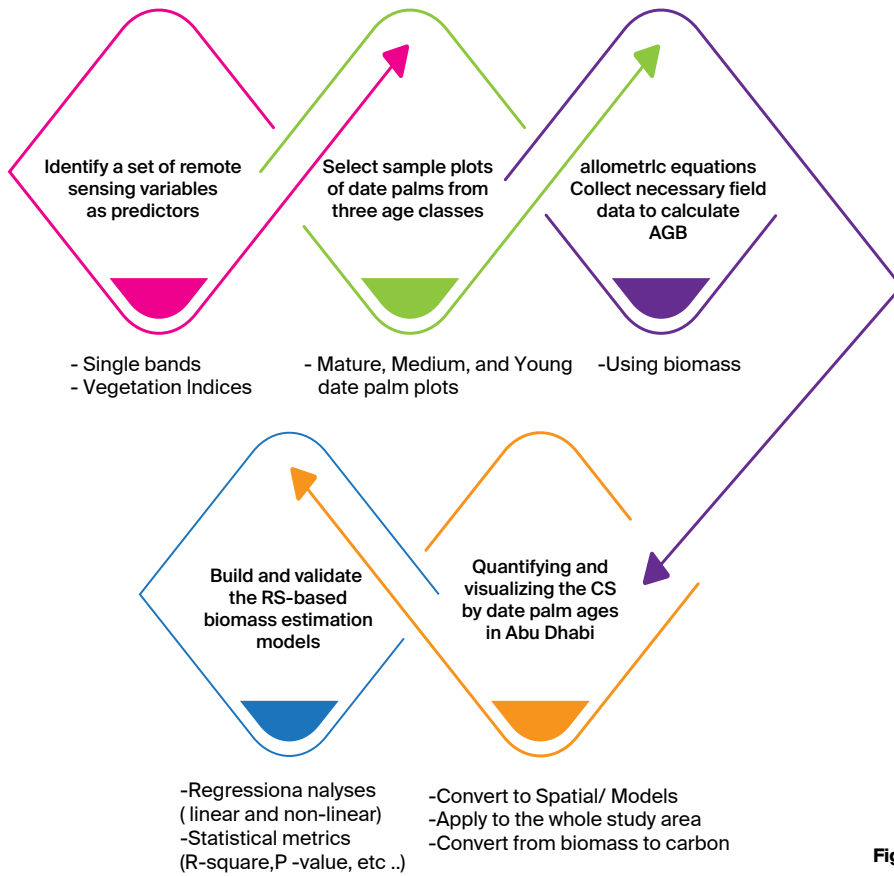 Identify a set of remote
sensing variables
as predictors
- Single bands
- Vegetation Indices
Select sample plots
of date palms from
three age classes
- Mature, Medium, and Young
date palm plots
allometric equations
Collect necessary field
data to calculate
AGB
-Using biomass
Build and validate
the RS-based
biomass estimation
models
-Regressiona nalyses
( linear and non-linear)
-Statistical metrics
(R-square,P -value, etc ..)
Quantifying and
visualizing the CS
by date palm ages
in Abu Dhabi
-Convert to Spatial/ Models
-Apply to the whole study area
-Convert from biomass to carbon
Fig